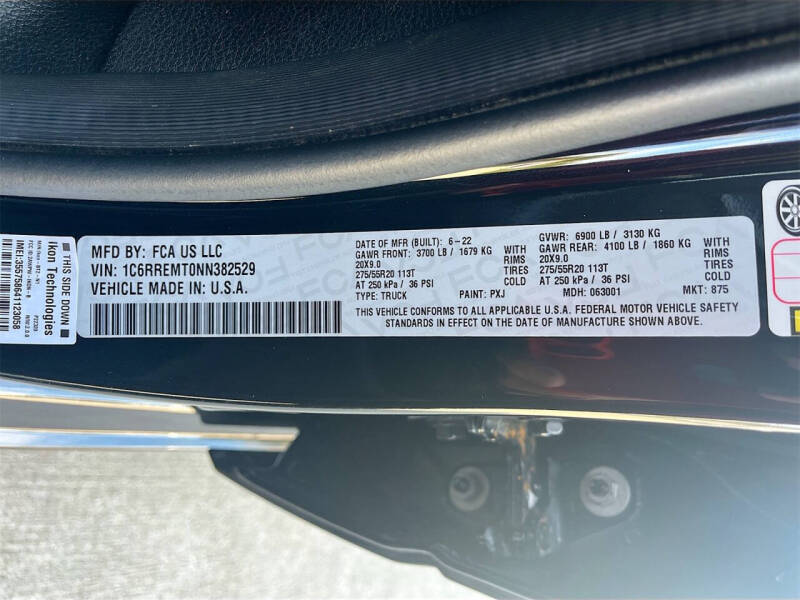 MFD BY: FCA US LLC
VIN: 1C6RREMT0NN382529
VEHICLE MADE IN: U.S.A.
DATE OF MFR (BUILT): 6-22
GAWR FRONT: 3700 LB / 1679 KG WITH
20X9.0 RIMS
275/55R20 113T TIRES
AT 250 kPa / 36 PSI COLD
TYPE: TRUCK PAINT: PXJ
GVWR: 6900 LB / 3130 KG
GAWR REAR: 4100 LB / 1860 KG WITH
20X9.0 RIMS
275/55R20 113T TIRES
AT 250 kPa / 36 PSI COLD
MDH: 063001 MKT: 875
THIS VEHICLE CONFORMS TO ALL APPLICABLE U.S.A. FEDERAL MOTOR VEHICLE SAFETY
STANDARDS IN EFFECT ON THE DATE OF MANUFACTURE SHOWN ABOVE.
THIS SIDE DOWN
Ikon Technologies
IMEI:355758641123058